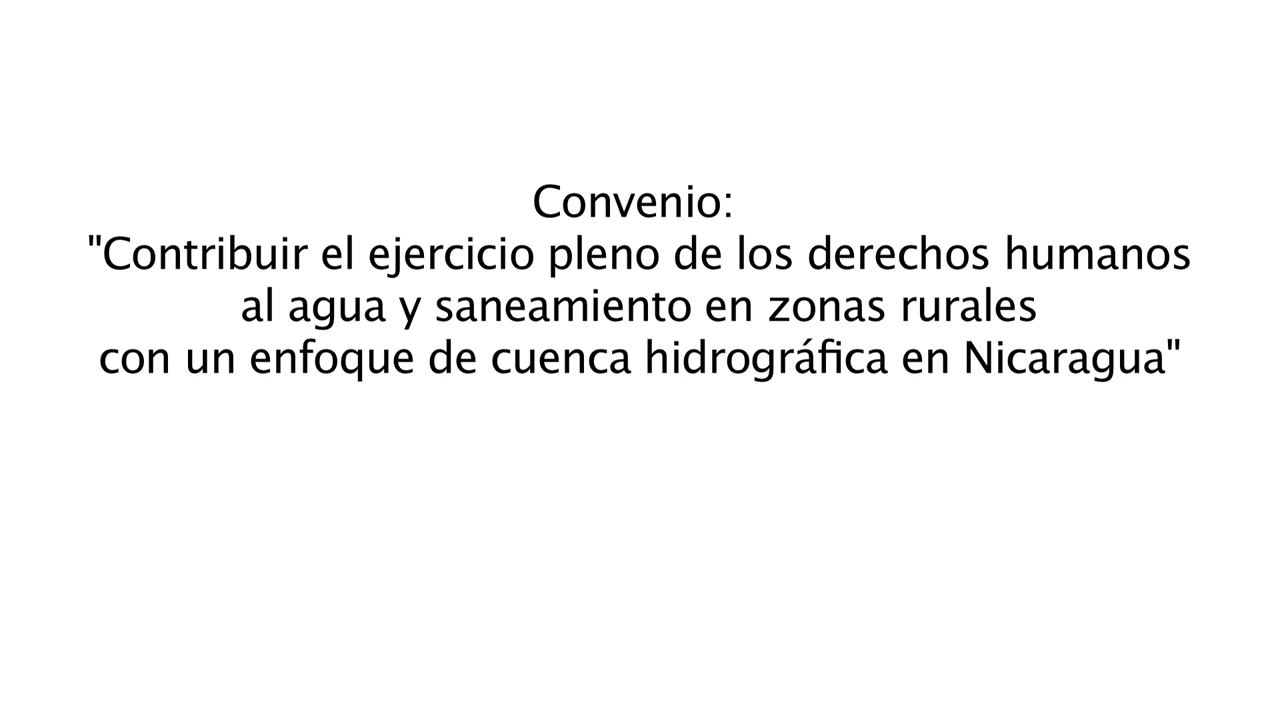 Convenio:
"Contribuir el ejercicio pleno de los derechos humanos
al agua y saneamiento en zonas rurales
con un enfoque de cuenca hidrográfica en Nicaragua"